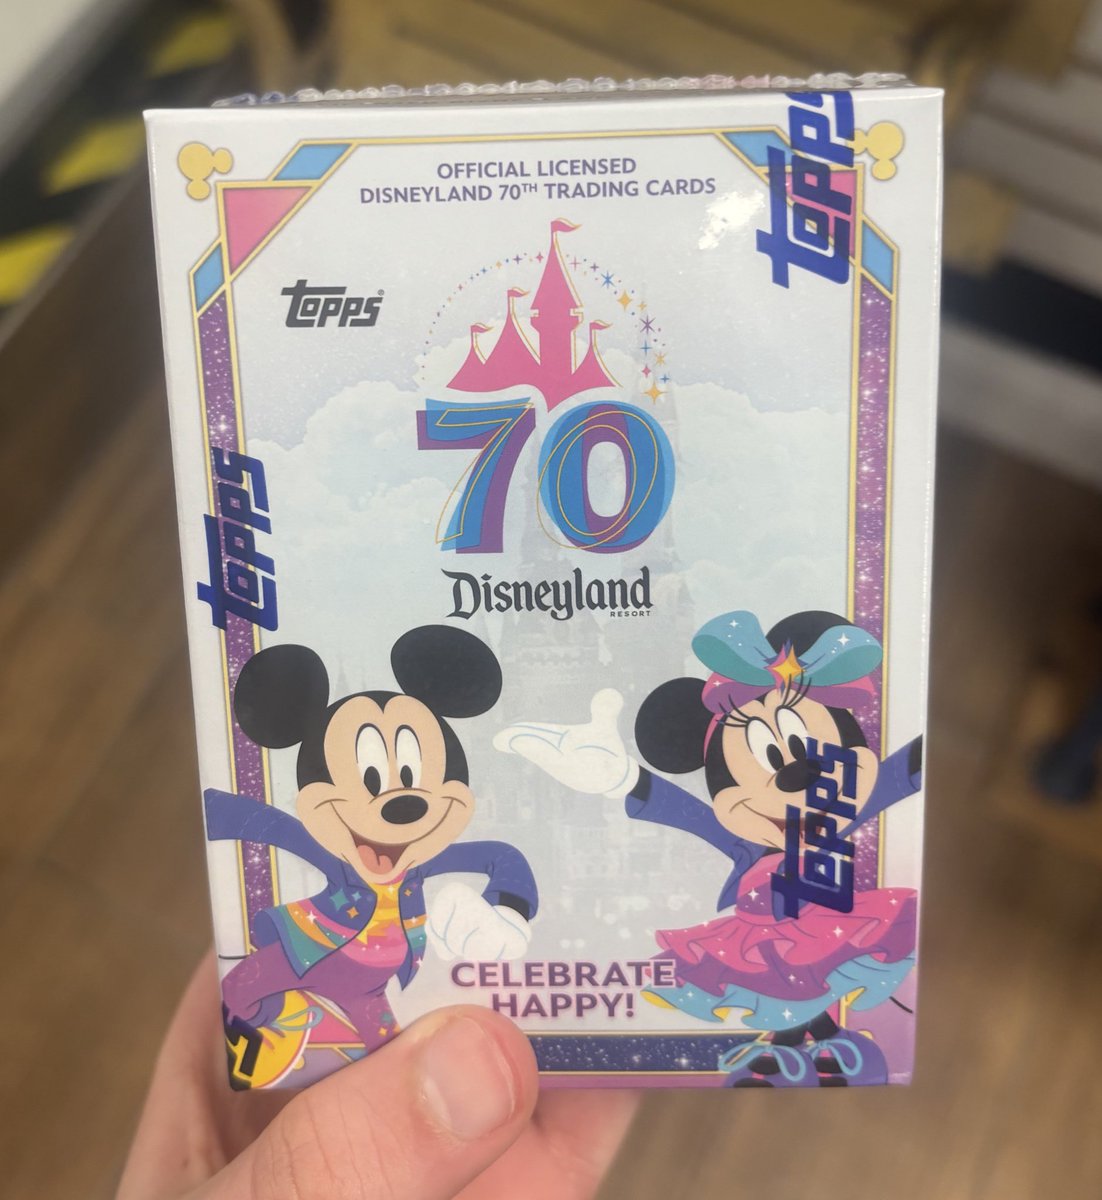 OFFICIAL LICENSED
DISNEYLAND 70TH TRADING CARDS
topps
topps®
70
Disneyland
RESORT
topps
topps
CELEBRATE
HAPPY!